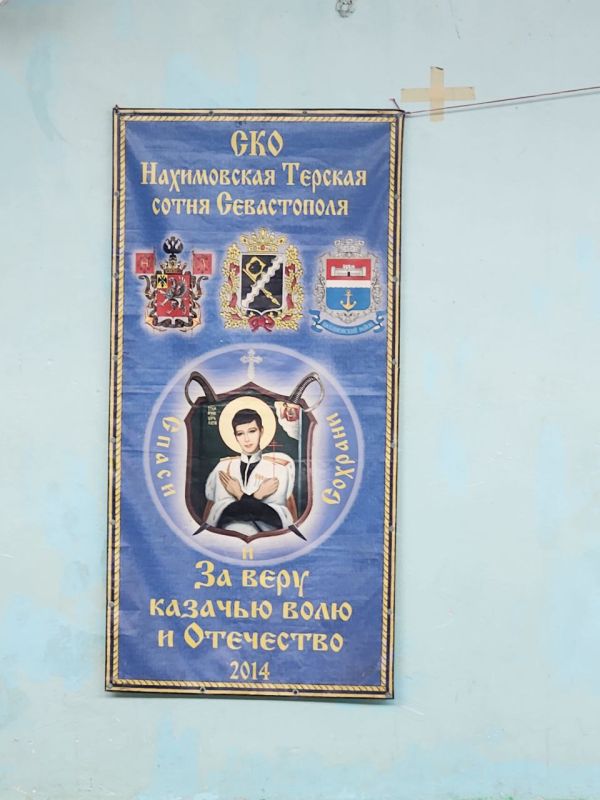 СКО
Нахимовская Терская
сотня Севастополя
Спаси
и
Сохрани
За веру
казачью волю
и Отечество
2014